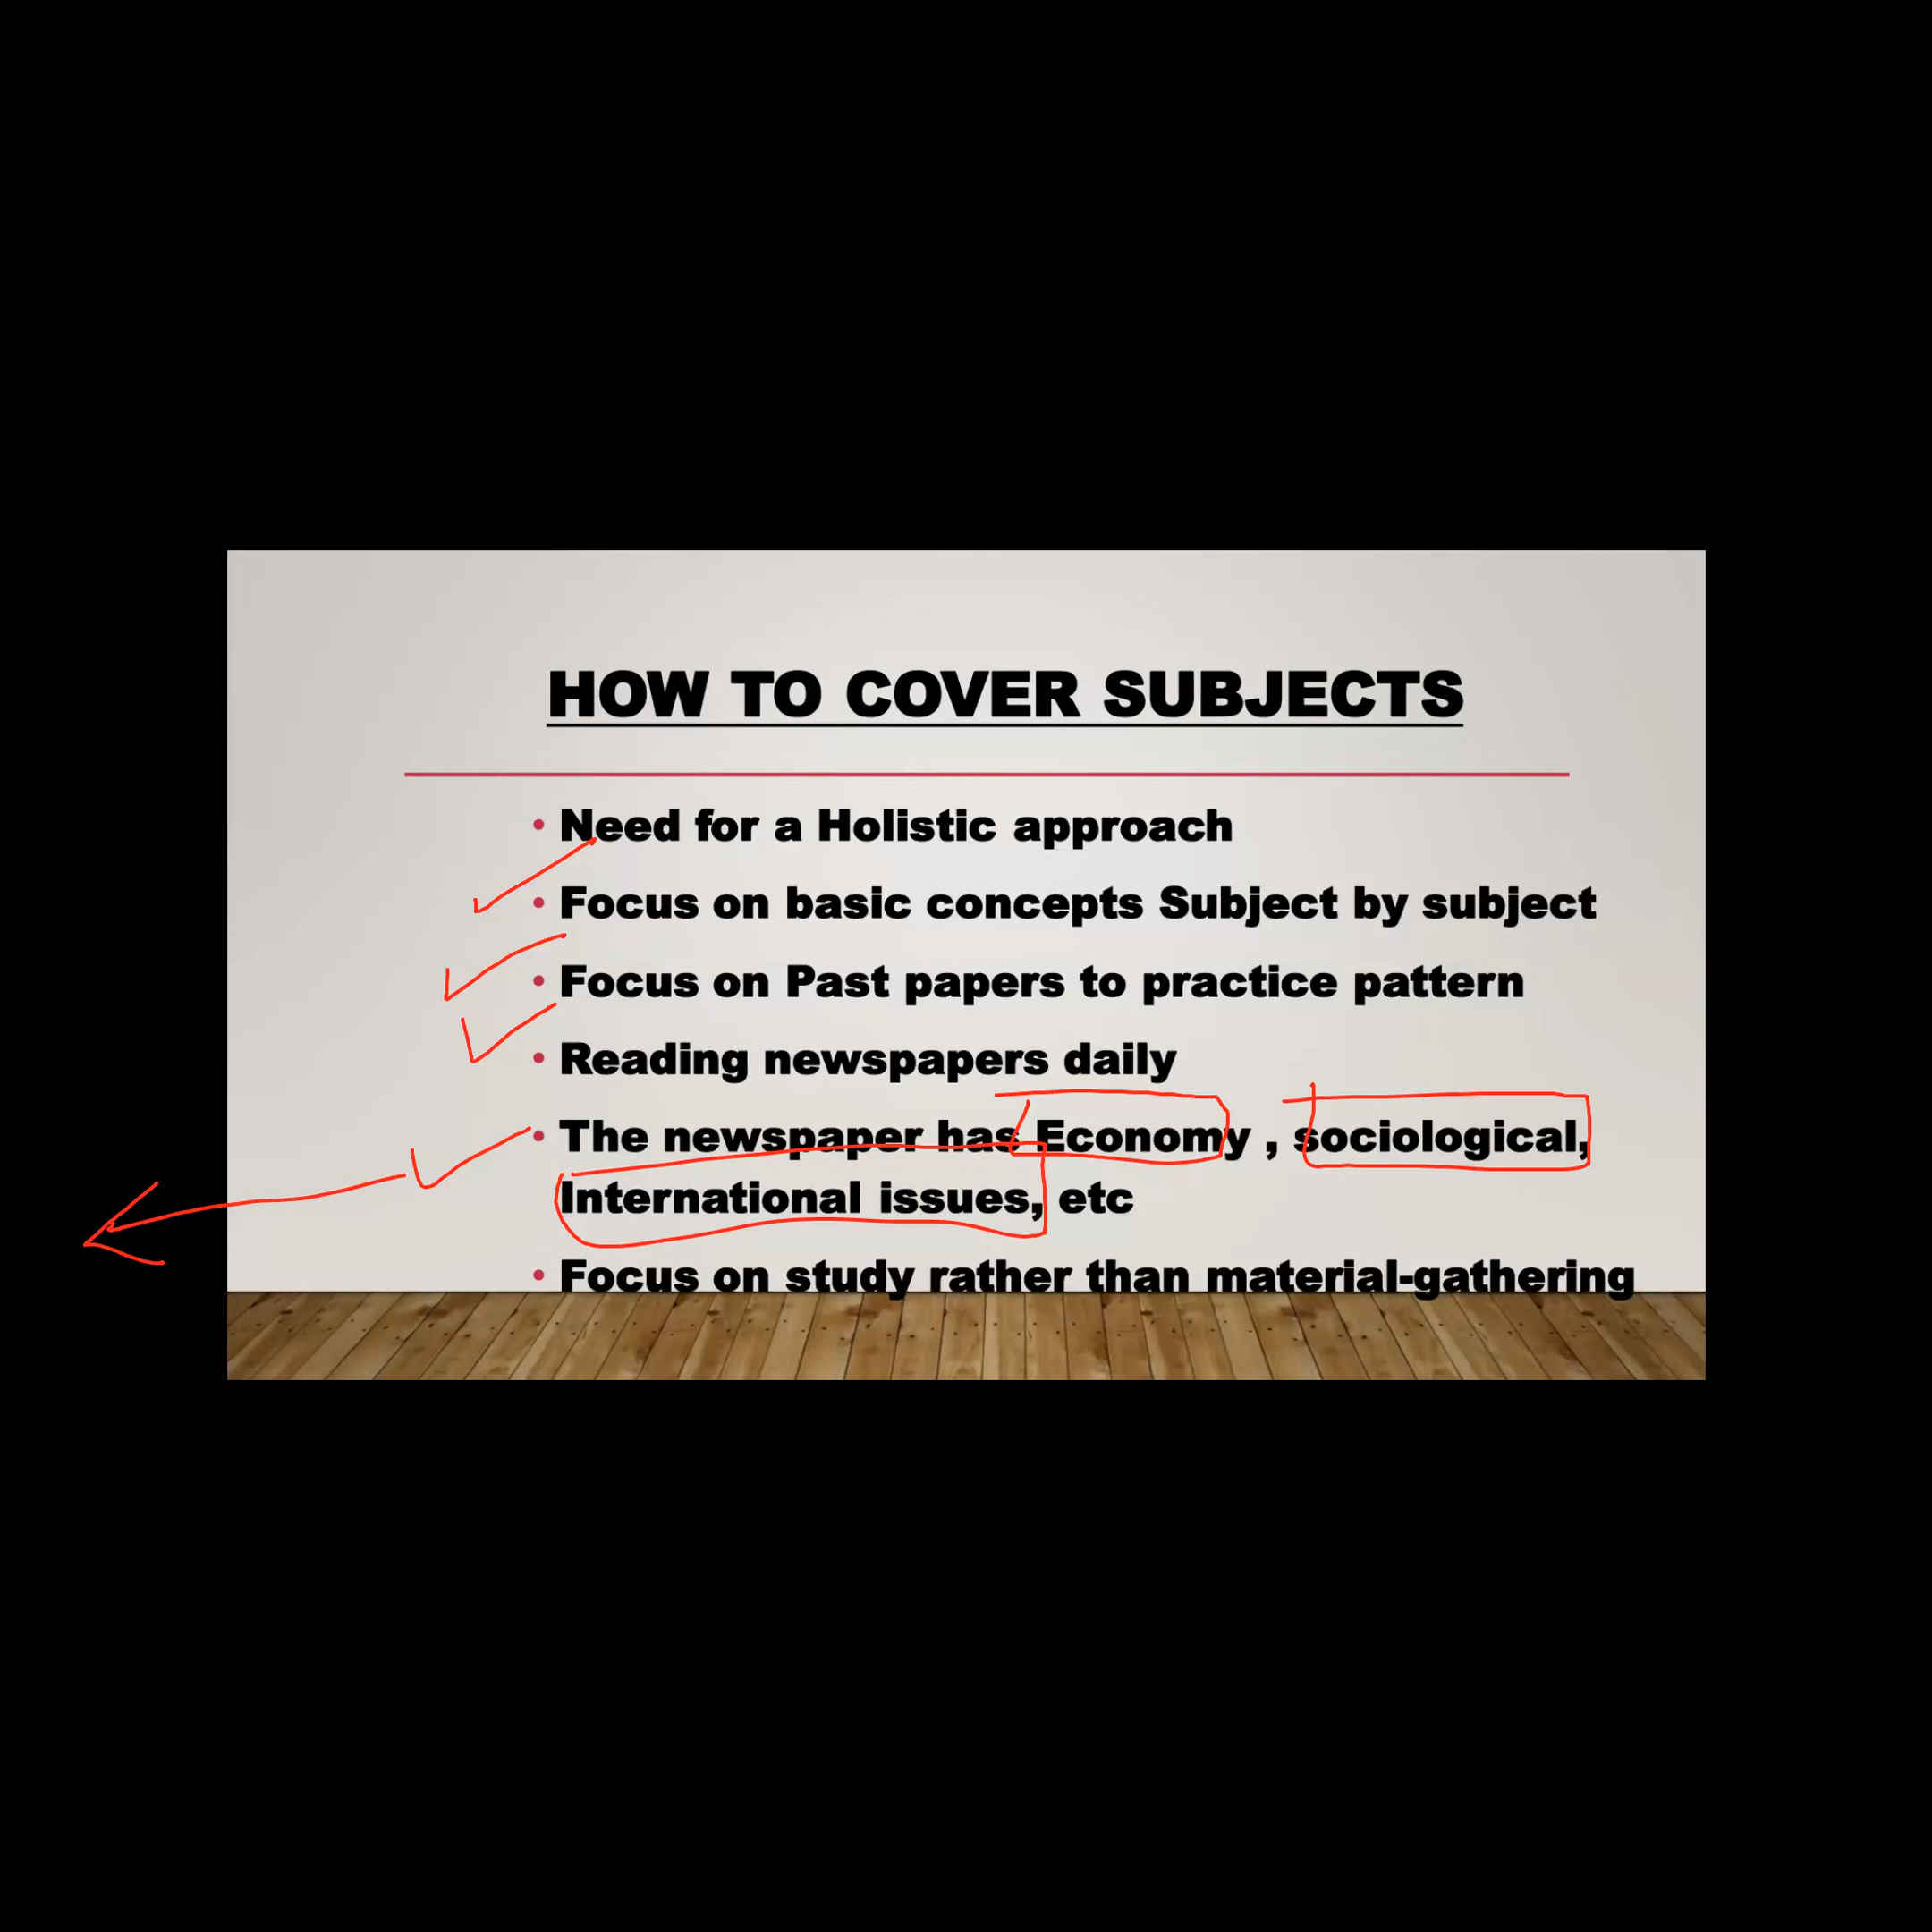 HOW TO COVER SUBJECTS
• Need for a Holistic approach
• Focus on basic concepts Subject by subject
• Focus on Past papers to practice pattern
• Reading newspapers daily
• The newspaper has Economy , sociological,
International issues, etc
• Focus on study rather than material-gathering